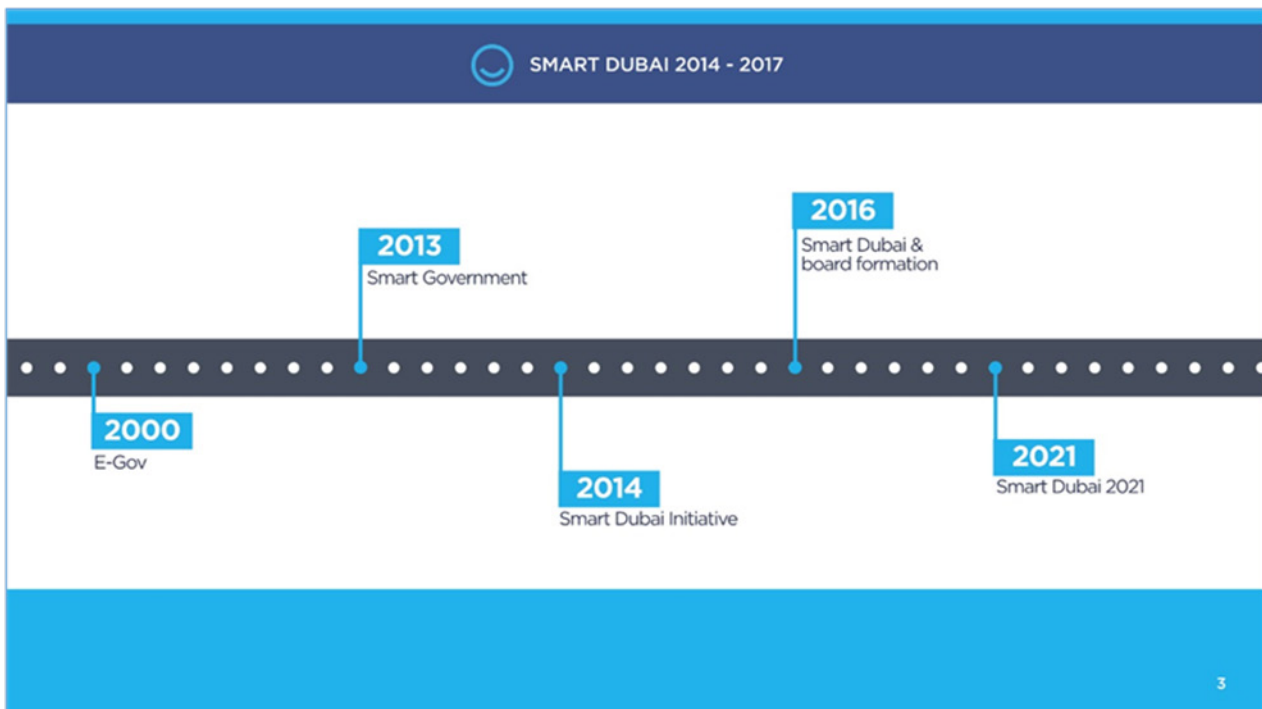 SMART DUBAI 2014 - 2017
2000
E-Gov
2013
Smart Government
2014
Smart Dubai Initiative
2016
Smart Dubai &
board formation
2021
Smart Dubai 2021
3